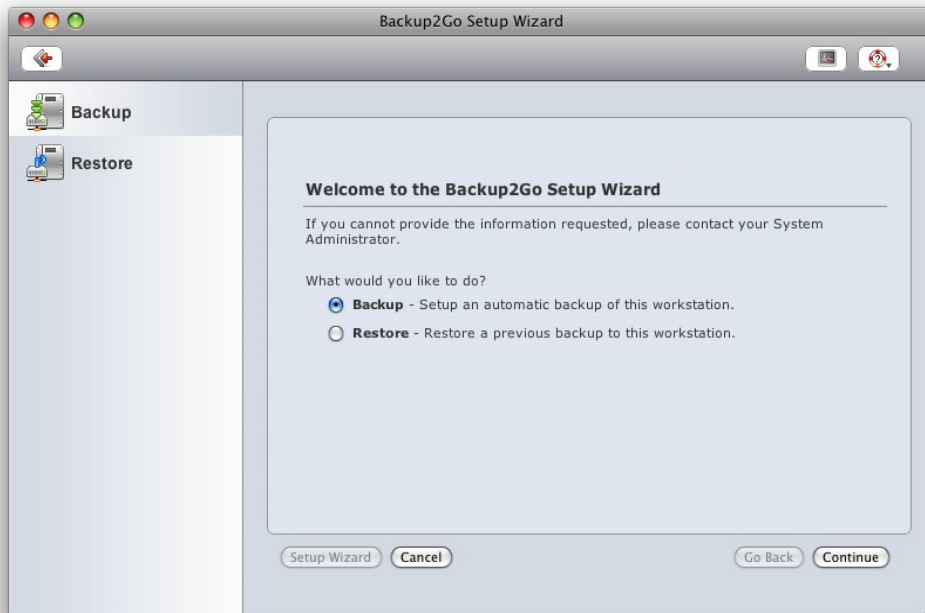 Backup2Go Setup Wizard
Backup
Restore
Welcome to the Backup2Go Setup Wizard
If you cannot provide the information requested, please contact your System
Administrator.
What would you like to do?
Backup - Setup an automatic backup of this workstation.
Restore - Restore a previous backup to this workstation.
Setup Wizard
Cancel
Go Back
Continue